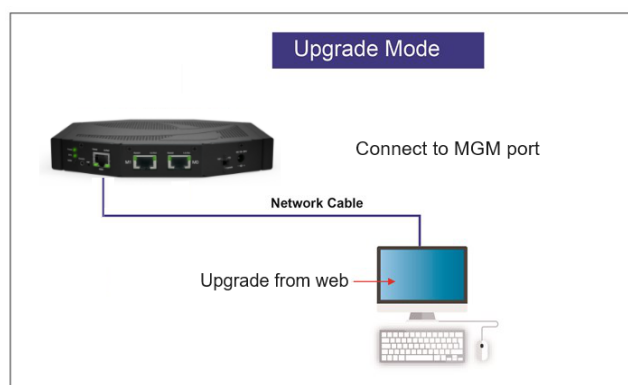 Upgrade Mode
Connect to MGM port
Network Cable
Upgrade from web